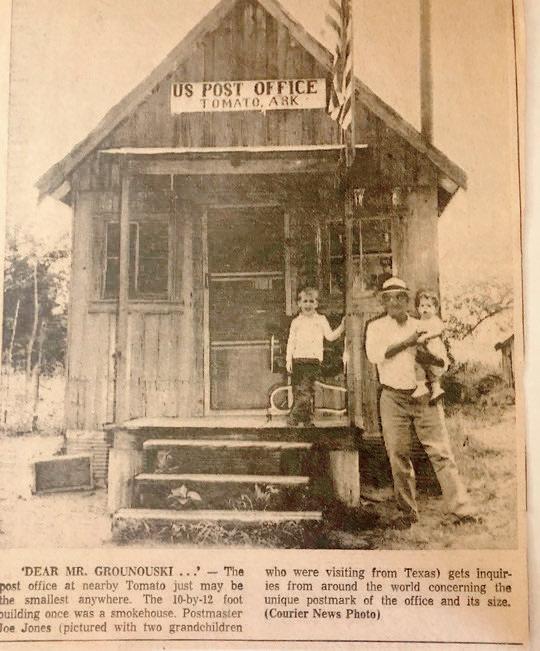 US POST OFFICE
TOMATO, ARK
'DEAR MR. GROUNOUSKI . . .' — The
post office at nearby Tomato just may be
the smallest anywhere. The 10-by-12 foot
building once was a smokehouse. Postmaster
Joe Jones (pictured with two grandchildren
who were visiting from Texas) gets inquir-
ies from around the world concerning the
unique postmark of the office and its size.
(Courier News Photo)